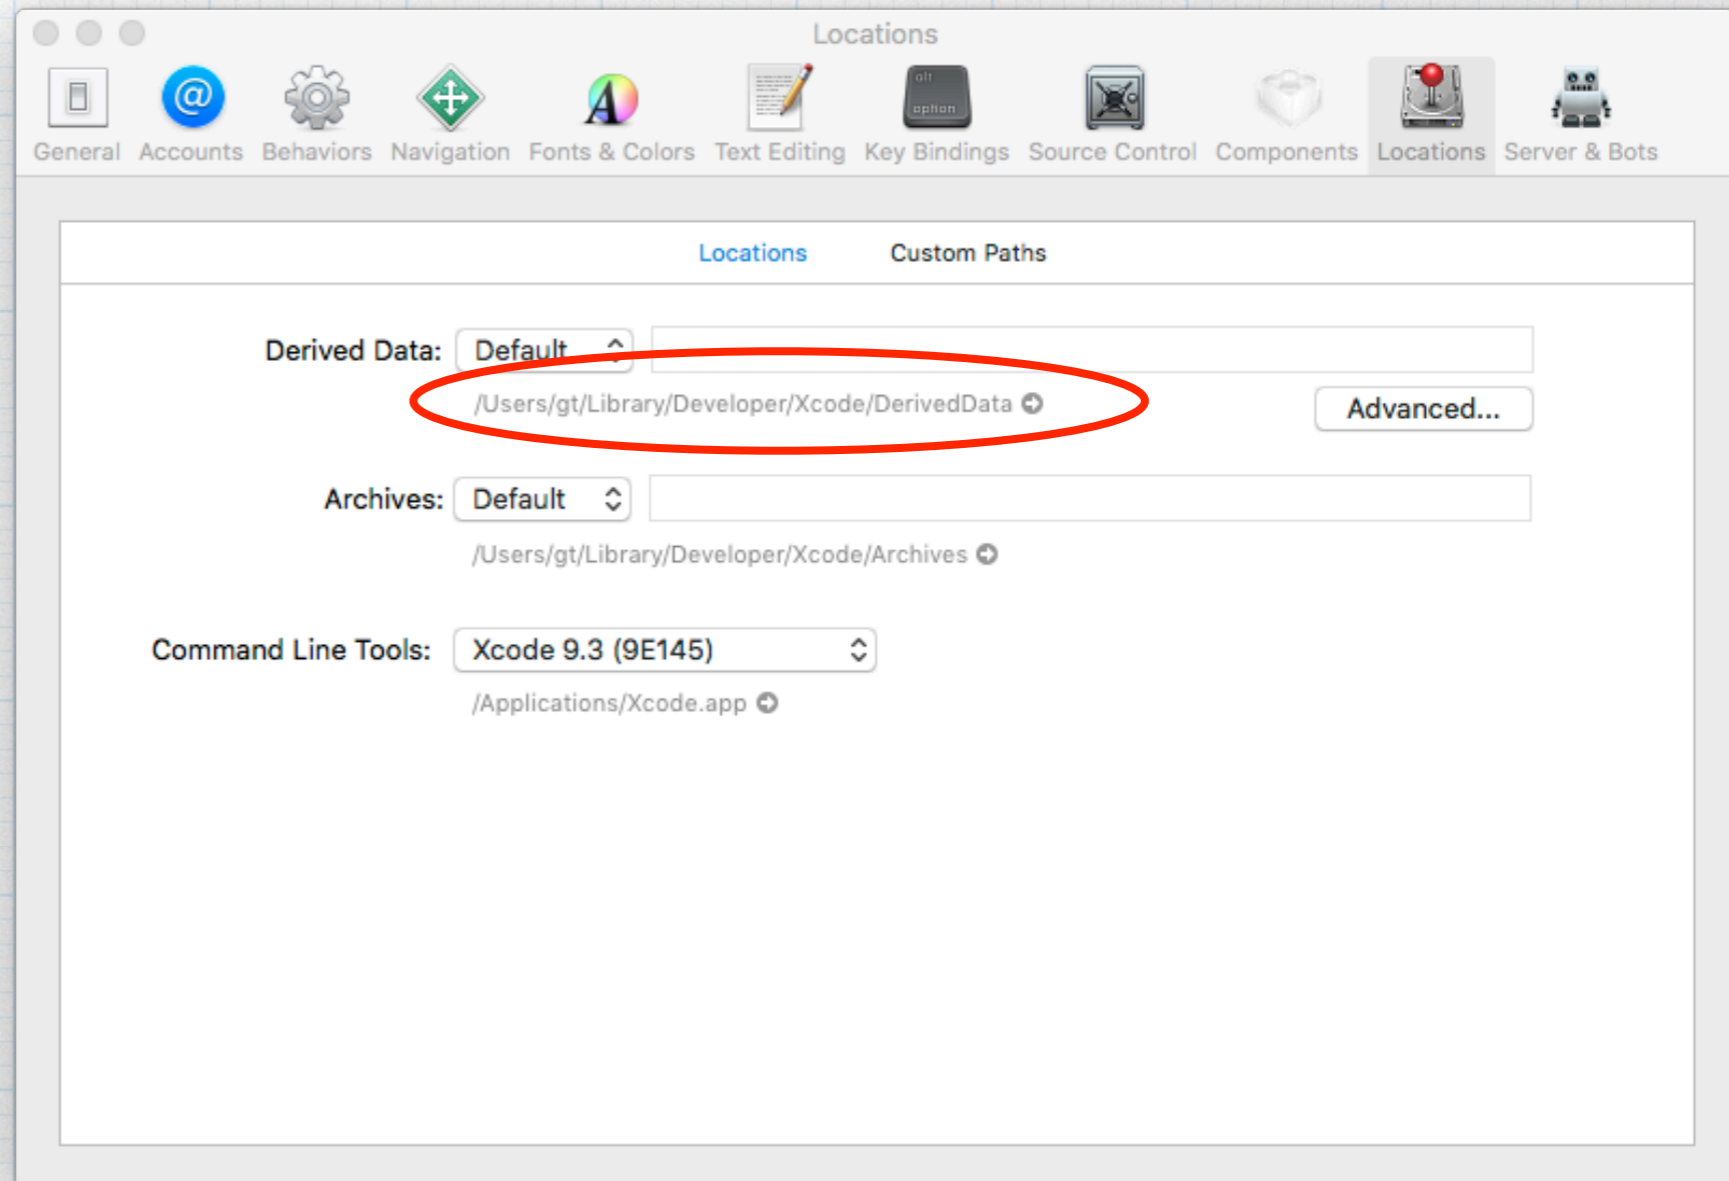 Locations
@
A
alt
option
General Accounts Behaviors Navigation Fonts & Colors Text Editing Key Bindings Source Control Components Locations Server & Bots
Locations Custom Paths
Derived Data: Default
/Users/gt/Library/Developer/Xcode/DerivedData
Advanced...
Archives: Default
/Users/gt/Library/Developer/Xcode/Archives
Command Line Tools: Xcode 9.3 (9E145)
/Applications/Xcode.app